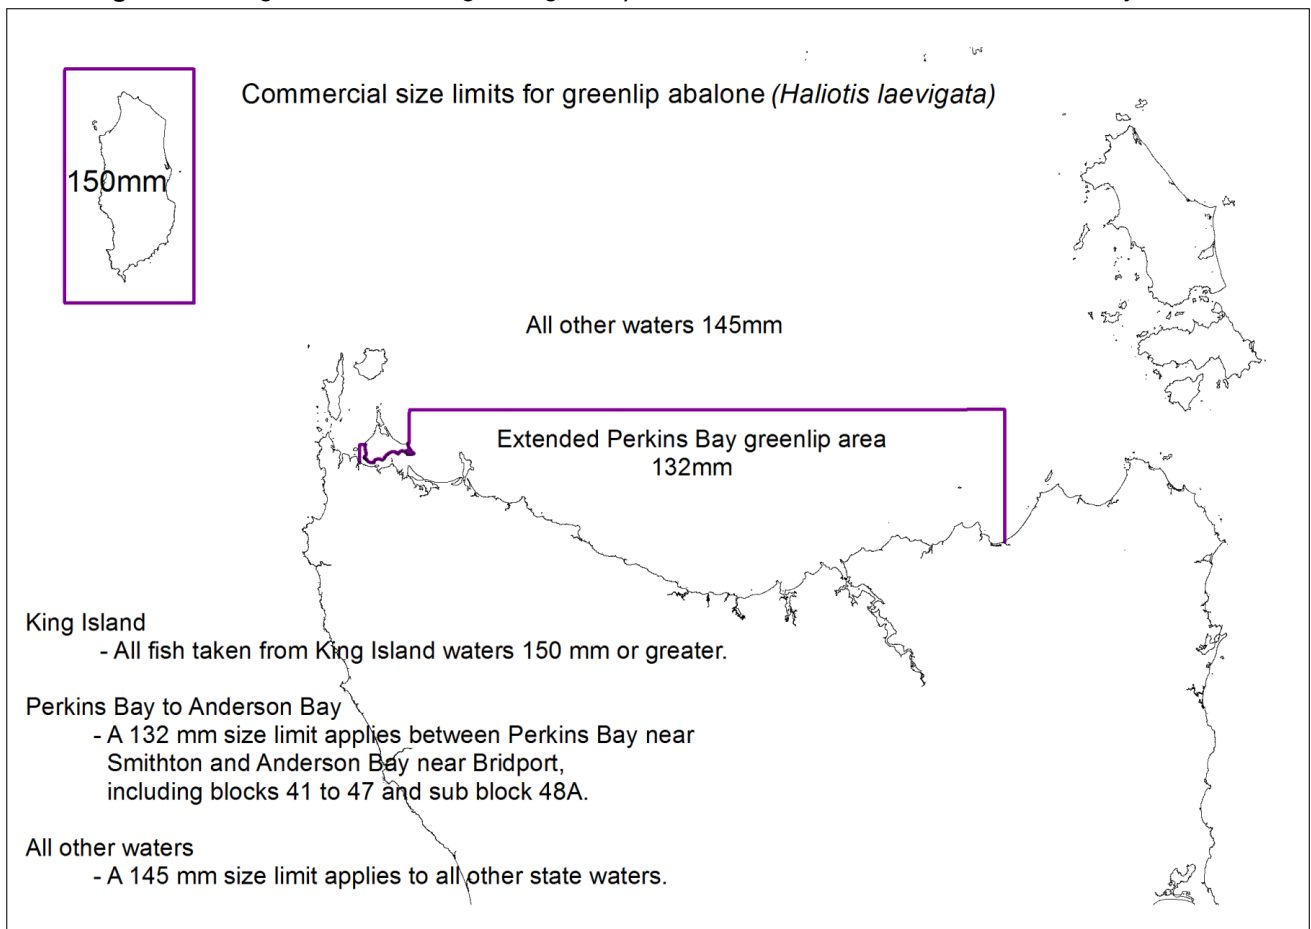 Commercial size limits for greenlip abalone (Haliotis laevigata)
150mm
All other waters 145mm
Extended Perkins Bay greenlip area
132mm
King Island
- All fish taken from King Island waters 150 mm or greater.
Perkins Bay to Anderson Bay
- A 132 mm size limit applies between Perkins Bay near
Smithton and Anderson Bay near Bridport,
including blocks 41 to 47 and sub block 48A.
All other waters
- A 145 mm size limit applies to all other state waters.